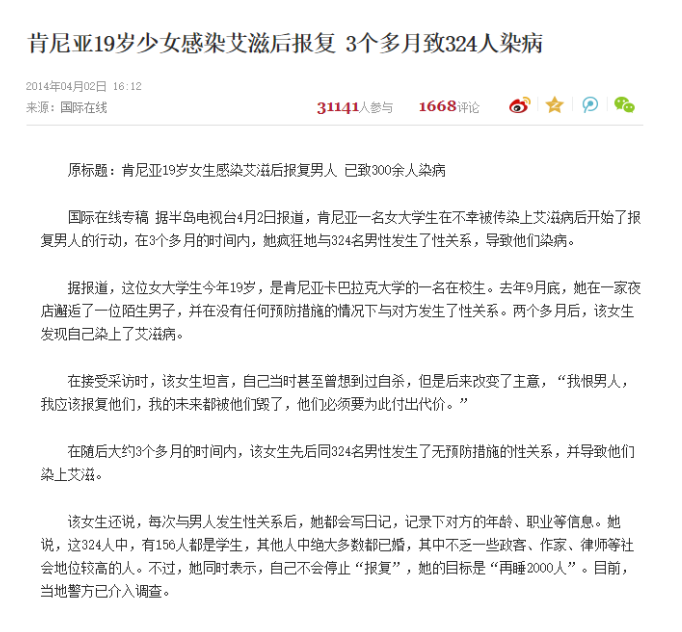 肯尼亚19岁少女感染艾滋后报复 3个多月致324人染病
2014年04月02日 16:12
来源：国际在线
31141人参与 1668评论
原标题：肯尼亚19岁女生感染艾滋后报复男人 已致300余人染病
国际在线专稿 据半岛电视台4月2日报道，肯尼亚一名女大学生在不幸被传染上艾滋病后开始了报
复男人的行动，在3个多月的时间内，她疯狂地与324名男性发生了性关系，导致他们染病。
据报道，这位女大学生今年19岁，是肯尼亚卡巴拉克大学的一名在校生。去年9月底，她在一家夜
店邂逅了一位陌生男子，并在没有任何预防措施的情况下与对方发生了性关系。两个多月后，该女生
发现自己染上了艾滋病。
在接受采访时，该女生坦言，自己当时甚至曾想到过自杀，但是后来改变了主意，“我恨男人，
我应该报复他们，我的未来都被他们毁了，他们必须要为此付出代价。”
在随后大约3个多月的时间内，该女生先后同324名男性发生了无预防措施的性关系，并导致他们
染上艾滋。
该女生还说，每次与男人发生性关系后，她都会写日记，记录下对方的年龄、职业等信息。她
说，这324人中，有156人都是学生，其他人中绝大多数都已婚，其中不乏一些政客、作家、律师等社
会地位较高的人。不过，她同时表示，自己不会停止“报复”，她的目标是“再睡2000人”。目前，
当地警方已介入调查。